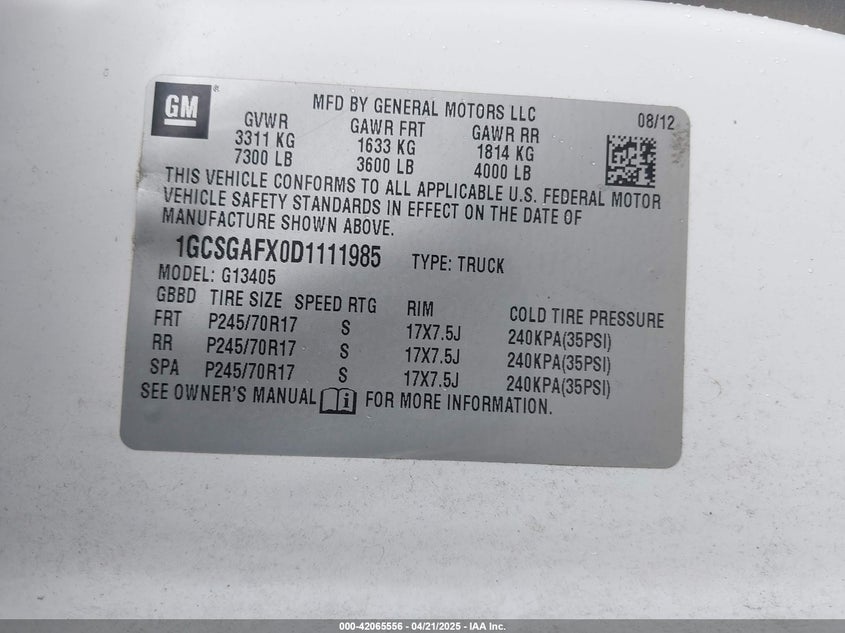 GM ®
MFD BY GENERAL MOTORS LLC
08/12
GVWR GAWR FRT GAWR RR
3311 KG 1633 KG 1814 KG
7300 LB 3600 LB 4000 LB
THIS VEHICLE CONFORMS TO ALL APPLICABLE U.S. FEDERAL MOTOR
VEHICLE SAFETY STANDARDS IN EFFECT ON THE DATE OF
MANUFACTURE SHOWN ABOVE.
1GCSGAFX0D1111985 TYPE: TRUCK
MODEL: G13405
GBBD TIRE SIZE SPEED RTG RIM COLD TIRE PRESSURE
FRT P245/70R17 S 17X7.5J 240KPA(35PSI)
RR P245/70R17 S 17X7.5J 240KPA(35PSI)
SPA P245/70R17 S 17X7.5J 240KPA(35PSI)
SEE OWNER'S MANUAL i FOR MORE INFORMATION.
000-42065556 - 04/21/2025 - IAA Inc.